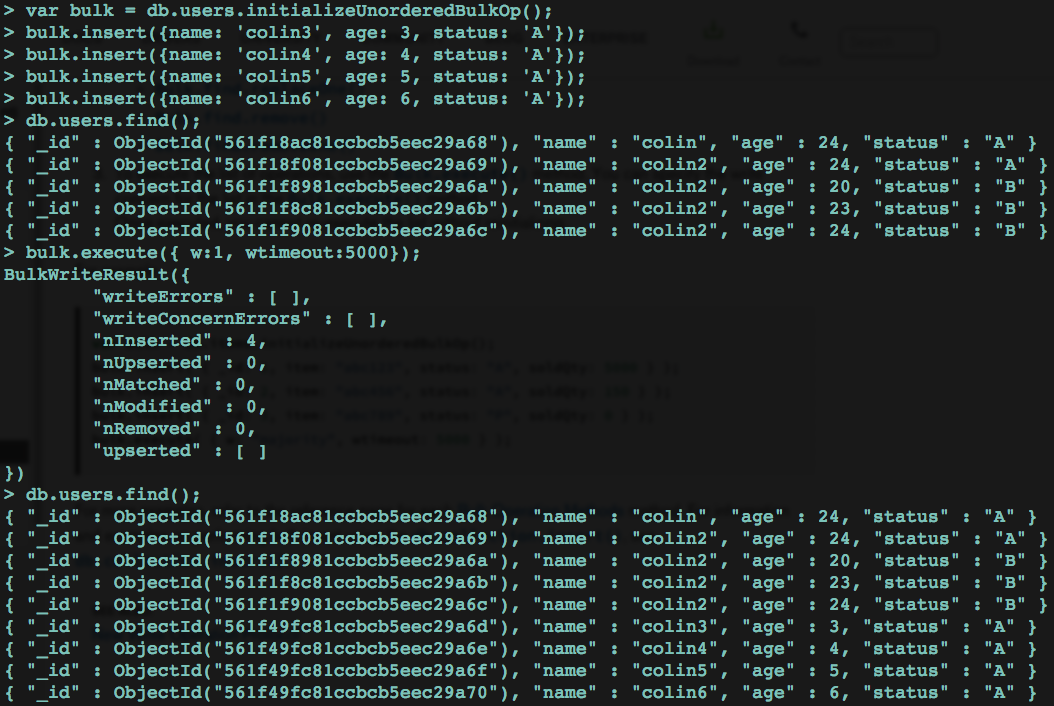 > var bulk = db.users.initializeUnorderedBulkOp();
> bulk.insert({name: 'colin3', age: 3, status: 'A'});
> bulk.insert({name: 'colin4', age: 4, status: 'A'});
> bulk.insert({name: 'colin5', age: 5, status: 'A'});
> bulk.insert({name: 'colin6', age: 6, status: 'A'});
> db.users.find();
{ "_id" : ObjectId("561f18ac81ccbcb5eec29a68"), "name" : "colin", "age" : 24, "status" : "A" }
{ "_id" : ObjectId("561f18f081ccbcb5eec29a69"), "name" : "colin2", "age" : 24, "status" : "A" }
{ "_id" : ObjectId("561f1f8981ccbcb5eec29a6a"), "name" : "colin2", "age" : 20, "status" : "B" }
{ "_id" : ObjectId("561f1f8c81ccbcb5eec29a6b"), "name" : "colin2", "age" : 23, "status" : "B" }
{ "_id" : ObjectId("561f1f9081ccbcb5eec29a6c"), "name" : "colin2", "age" : 24, "status" : "B" }
> bulk.execute({ w:1, wtimeout:5000});
BulkWriteResult({
"writeErrors" : [ ],
"writeConcernErrors" : [ ],
"nInserted" : 4,
"nUpserted" : 0,
"nMatched" : 0,
"nModified" : 0,
"nRemoved" : 0,
"upserted" : [ ]
})
> db.users.find();
{ "_id" : ObjectId("561f18ac81ccbcb5eec29a68"), "name" : "colin", "age" : 24, "status" : "A" }
{ "_id" : ObjectId("561f18f081ccbcb5eec29a69"), "name" : "colin2", "age" : 24, "status" : "A" }
{ "_id" : ObjectId("561f1f8981ccbcb5eec29a6a"), "name" : "colin2", "age" : 20, "status" : "B" }
{ "_id" : ObjectId("561f1f8c81ccbcb5eec29a6b"), "name" : "colin2", "age" : 23, "status" : "B" }
{ "_id" : ObjectId("561f1f9081ccbcb5eec29a6c"), "name" : "colin2", "age" : 24, "status" : "B" }
{ "_id" : ObjectId("561f49fc81ccbcb5eec29a6d"), "name" : "colin3", "age" : 3, "status" : "A" }
{ "_id" : ObjectId("561f49fc81ccbcb5eec29a6e"), "name" : "colin4", "age" : 4, "status" : "A" }
{ "_id" : ObjectId("561f49fc81ccbcb5eec29a6f"), "name" : "colin5", "age" : 5, "status" : "A" }
{ "_id" : ObjectId("561f49fc81ccbcb5eec29a70"), "name" : "colin6", "age" : 6, "status" : "A" }